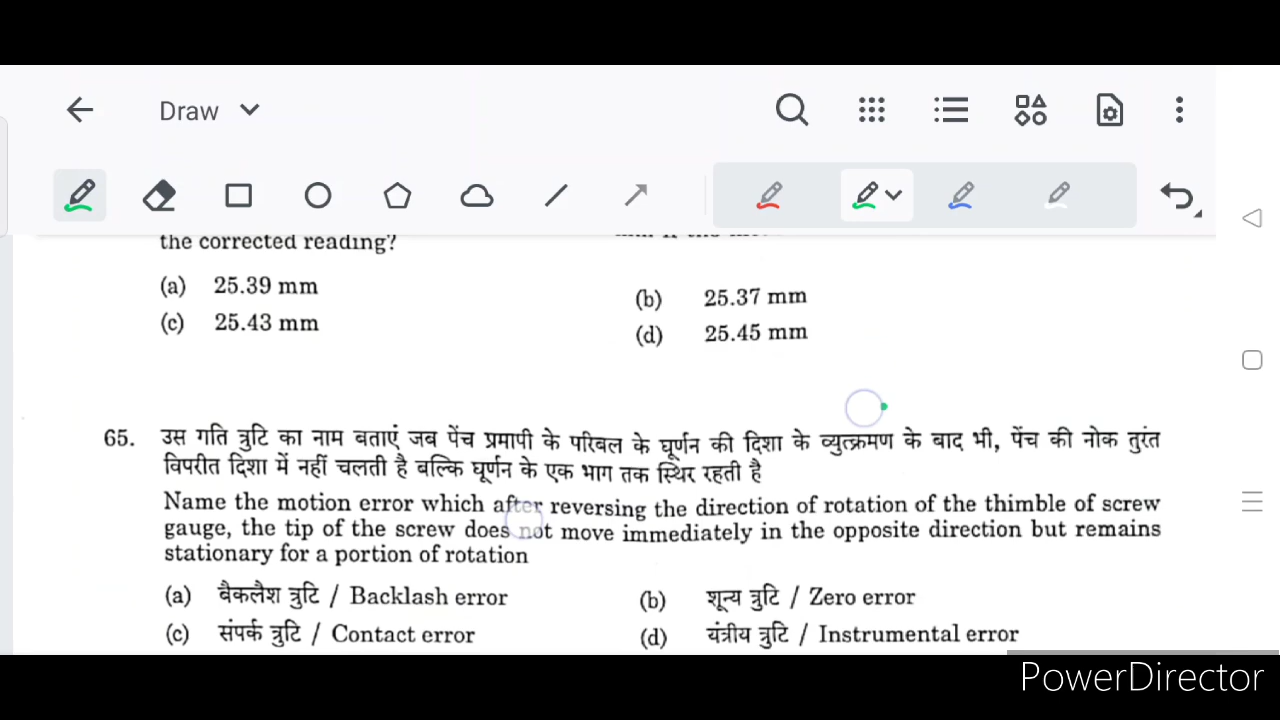 Draw
the corrected reading?
(a) 25.39 mm
(b) 25.37 mm
(c) 25.43 mm
(d) 25.45 mm
65. उस गति त्रुटि का नाम बताएं जब पेंच प्रमापी के परिबल के घूर्णन की दिशा के व्युत्क्रमण के बाद भी, पेंच की नोक तुरंत
विपरीत दिशा में नहीं चलती है बल्कि घूर्णन के एक भाग तक स्थिर रहती है
Name the motion error which after reversing the direction of rotation of the thimble of screw
gauge, the tip of the screw does not move immediately in the opposite direction but remains
stationary for a portion of rotation
(a) बैकलैश त्रुटि / Backlash error
(b) शून्य त्रुटि / Zero error
(c) संपर्क त्रुटि / Contact error
(d) यंत्रीय त्रुटि / Instrumental error
PowerDirector